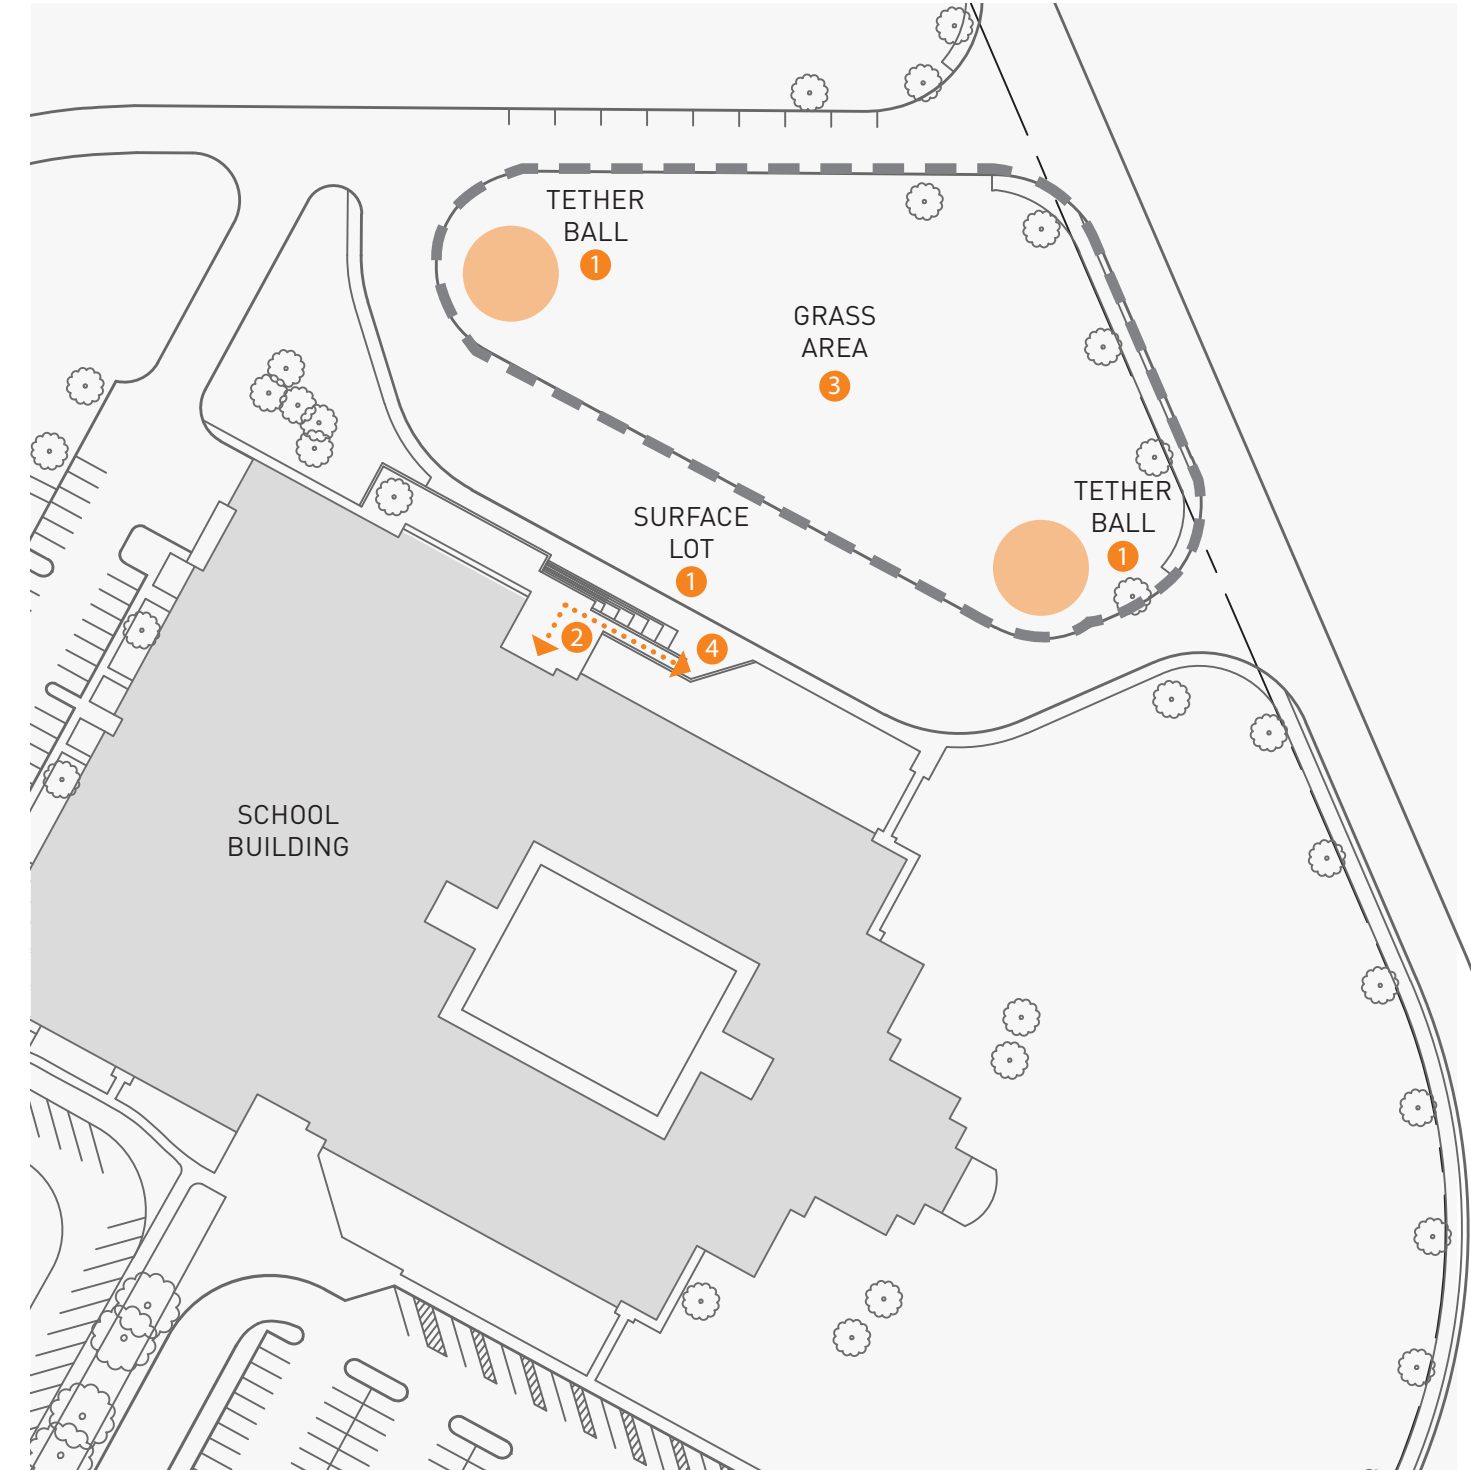 TETHER
BALL
1
GRASS
AREA
3
TETHER
BALL
1
SURFACE
LOT
1
2
4
SCHOOL
BUILDING